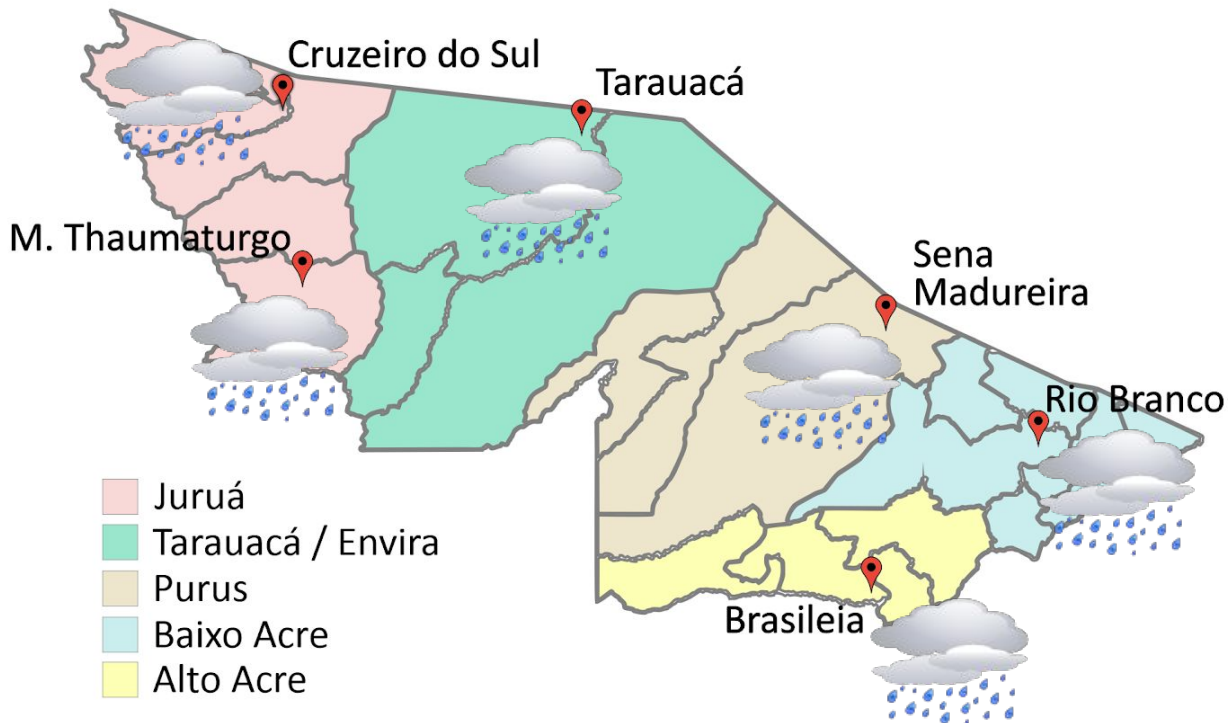 Cruzeiro do Sul
Tarauacá
M. Thaumaturgo
Sena
Madureira
Rio Branco
Brasileia
Juruá
Tarauacá / Envira
Purus
Baixo Acre
Alto Acre